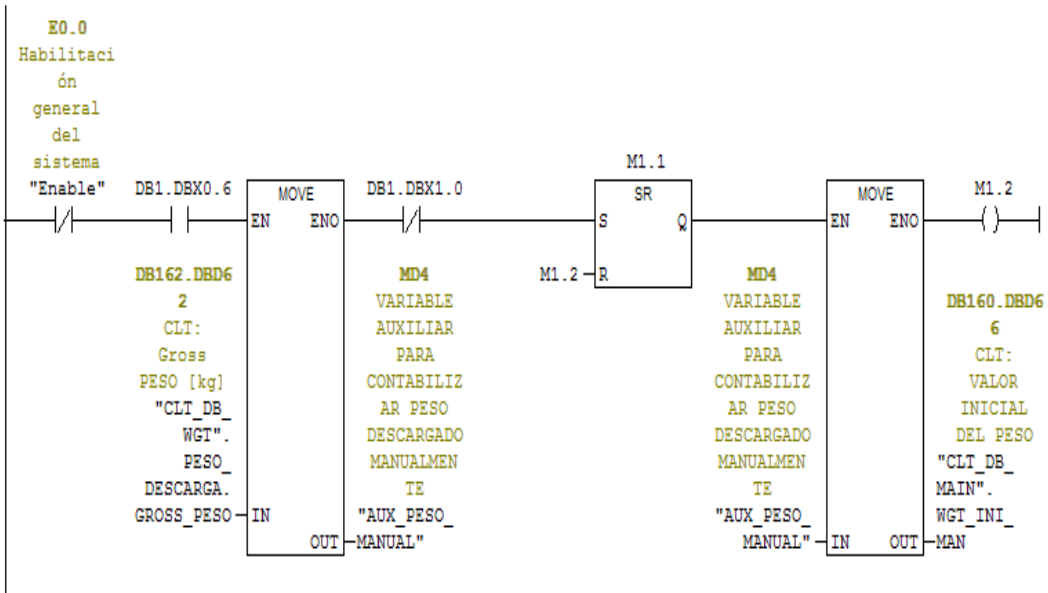 E0.0
Habilitaci
ón
general
del
sistema
"Enable"
DB1.DBX0.6
MOVE
EN ENO
DB162.DBD6
2
CLT:
Gross
PESO [kg]
"CLT_DB_
WGT".
PESO_
DESCARGA.
GROSS_PESO
IN
OUT
DB1.DBX1.0
MD4
VARIABLE
AUXILIAR
PARA
CONTABILIZ
AR PESO
DESCARGADO
MANUALMEN
TE
"AUX_PESO_
MANUAL"
M1.1
SR
S Q
M1.2
R
MOVE
EN ENO
MD4
VARIABLE
AUXILIAR
PARA
CONTABILIZ
AR PESO
DESCARGADO
MANUALMEN
TE
"AUX_PESO_
MANUAL"
IN OUT
M1.2
DB160.DBD6
6
CLT:
VALOR
INICIAL
DEL PESO
"CLT_DB_
MAIN".
WGT_INI_
MAN